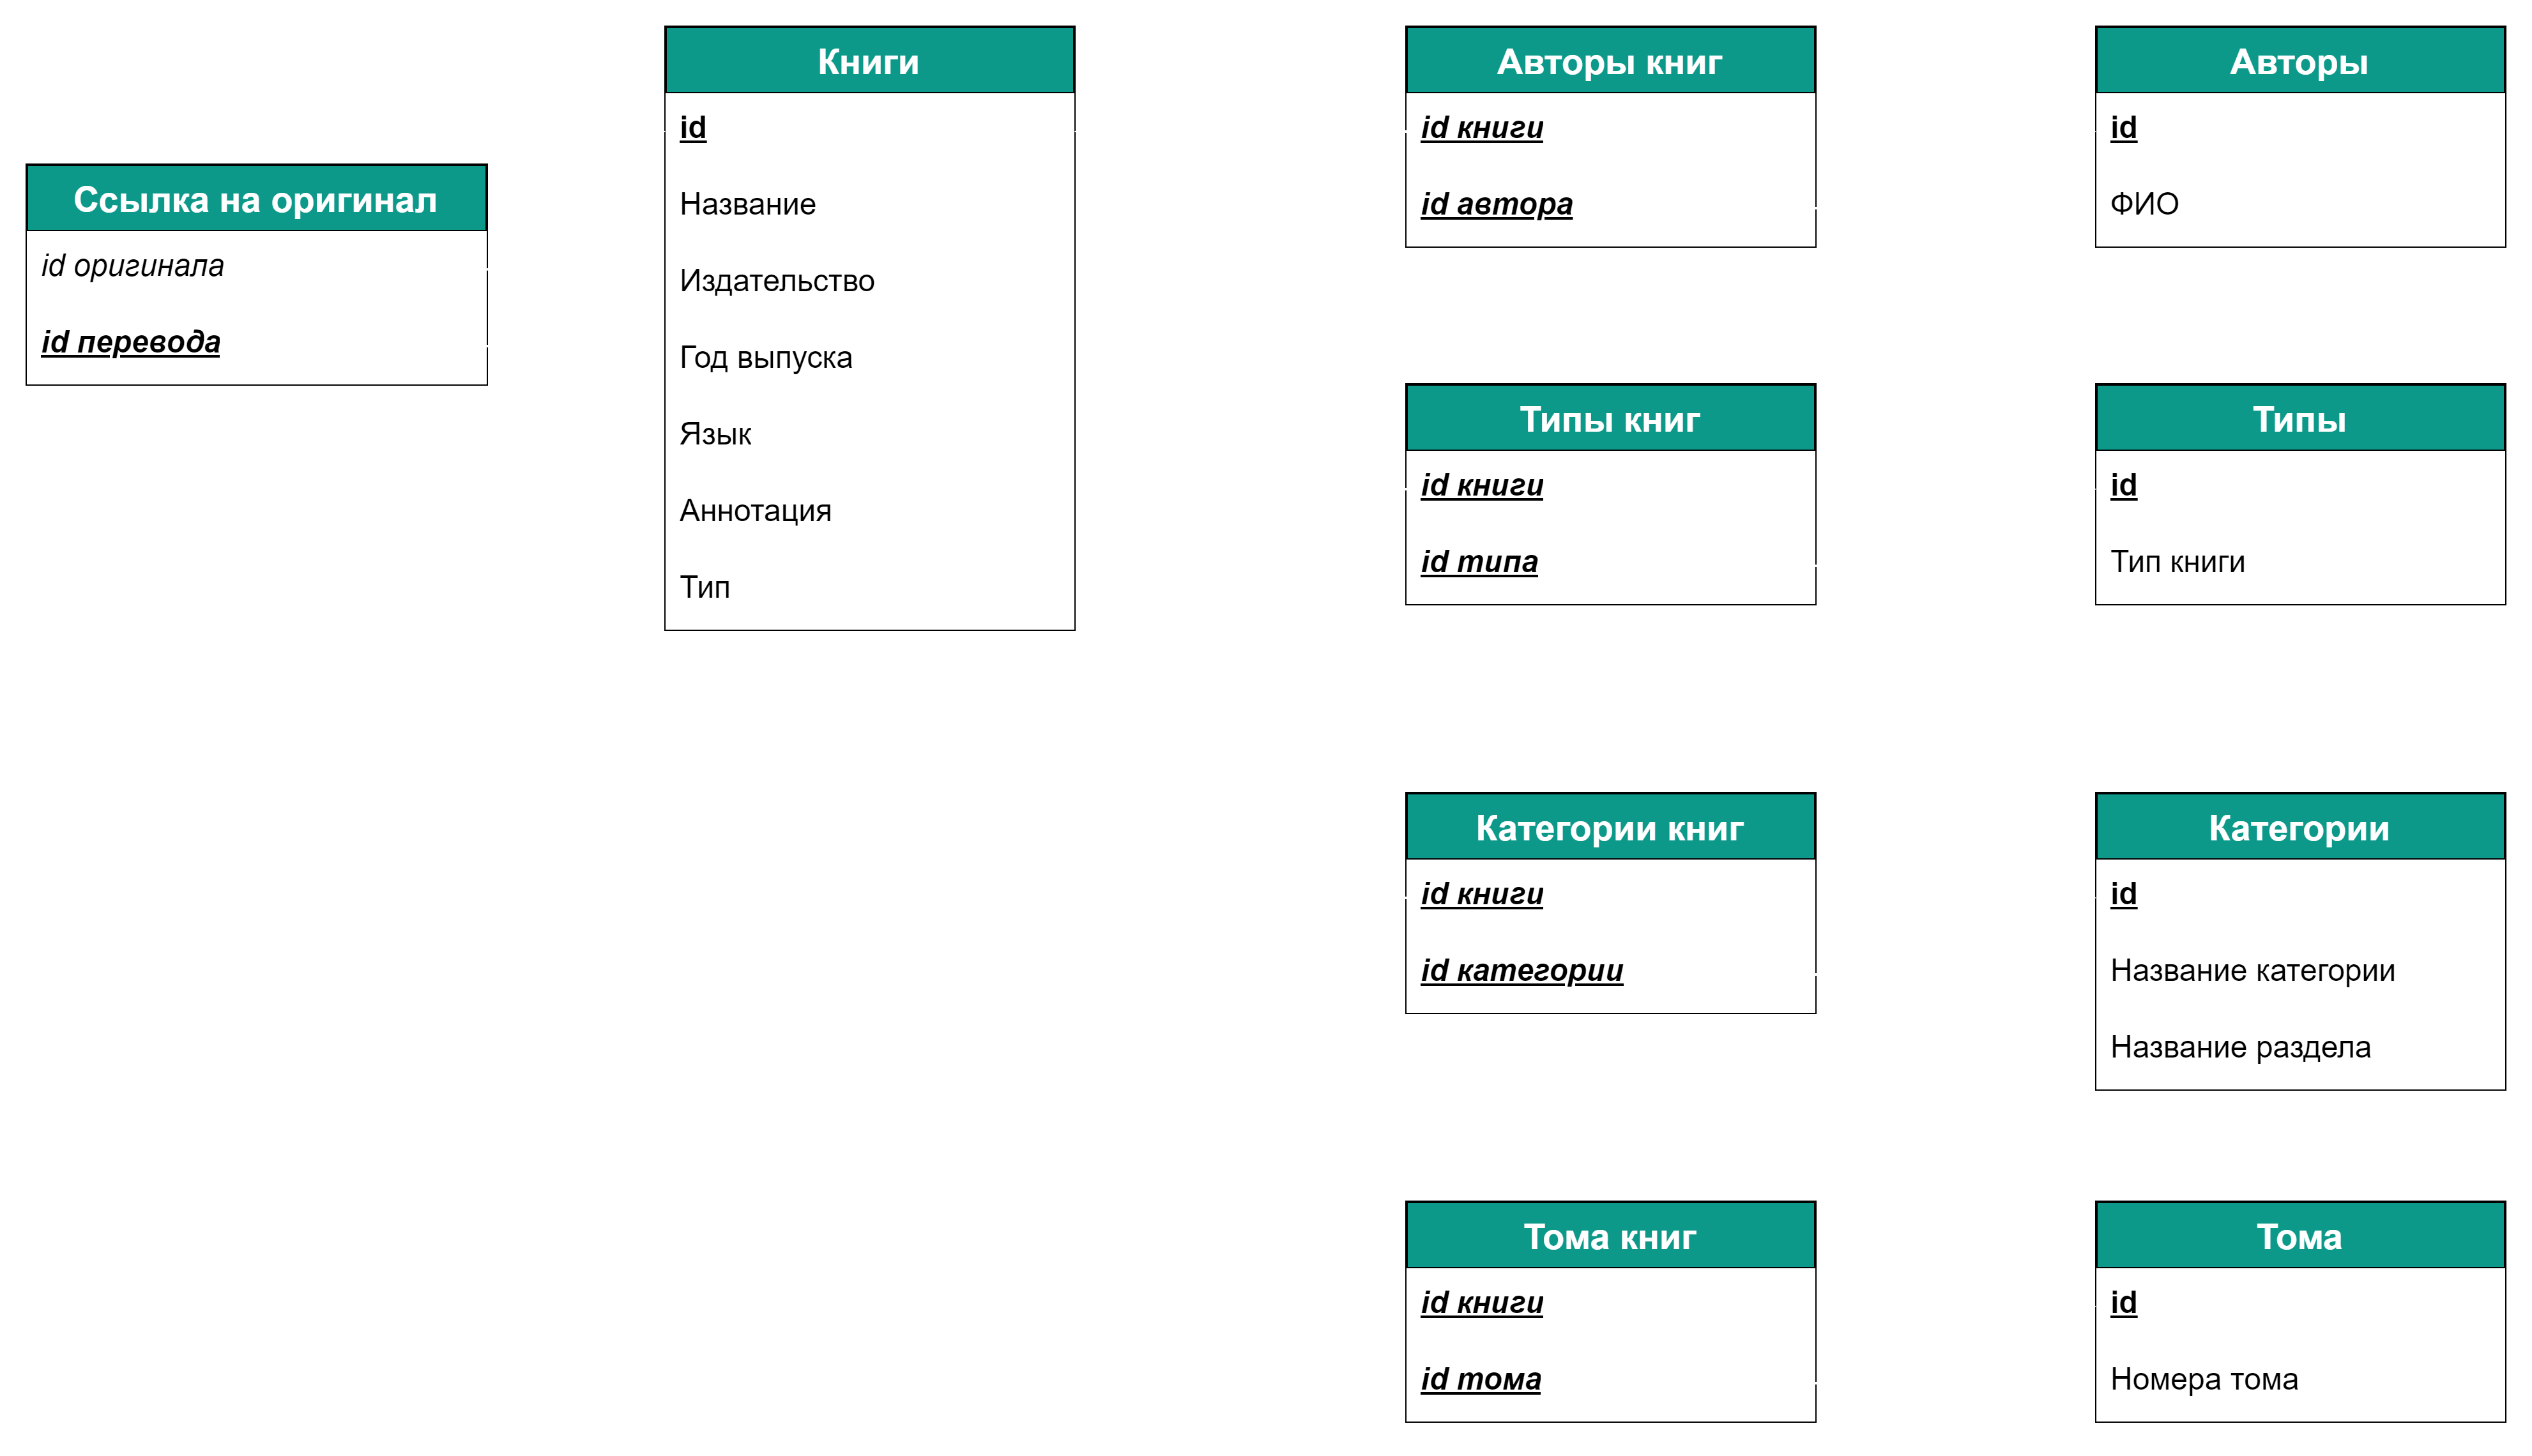 Ссылка на оригинал
id оригинала
id перевода
Книги
id
Название
Издательство
Год выпуска
Язык
Аннотация
Тип
Авторы книг
id книги
id автора
Авторы
id
ФИО
Типы книг
id книги
id типа
Типы
id
Тип книги
Категории книг
id книги
id категории
Категории
id
Название категории
Название раздела
Тома книг
id книги
id тома
Тома
id
Номера тома